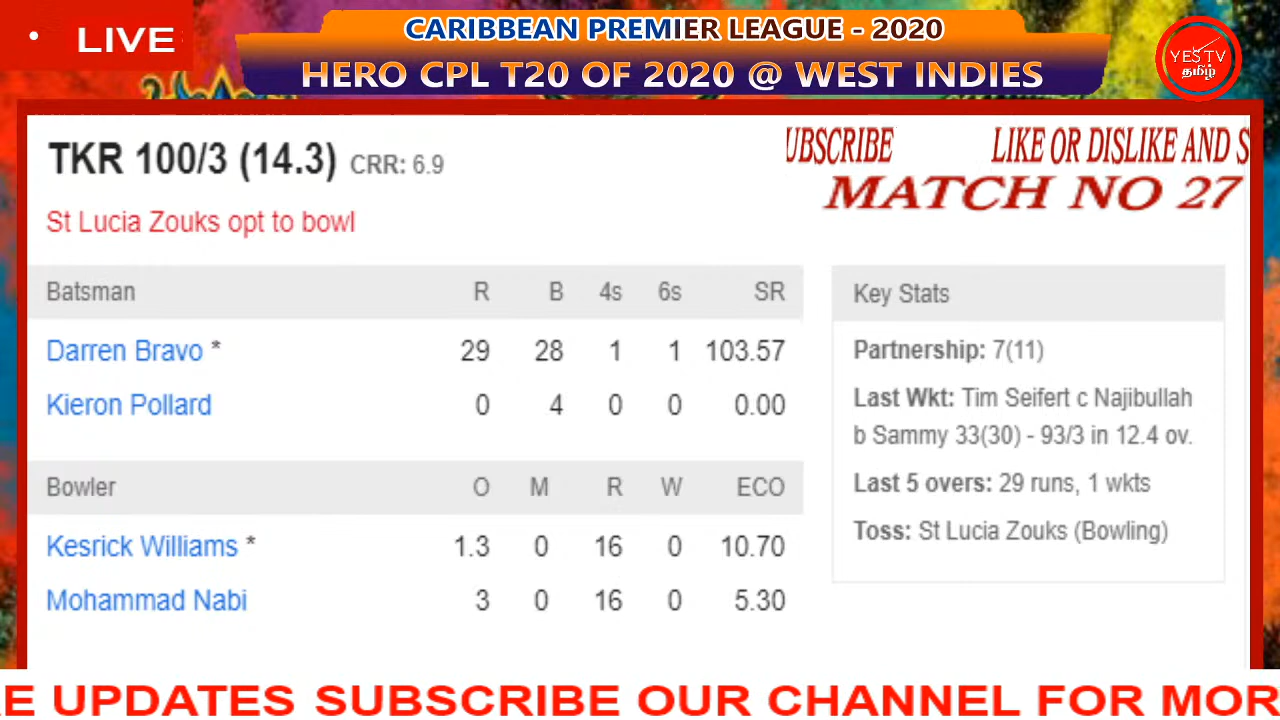 • LIVE
CARIBBEAN PREMIER LEAGUE - 2020
HERO CPL T20 OF 2020 @ WEST INDIES
YES TV
தமிழ்
TKR 100/3 (14.3) CRR: 6.9
UBSCRIBE LIKE OR DISLIKE AND S
MATCH NO 27
St Lucia Zouks opt to bowl
Batsman R B 4s 6s SR
Darren Bravo * 29 28 1 1 103.57
Kieron Pollard 0 4 0 0 0.00
Bowler O M R W ECO
Kesrick Williams * 1.3 0 16 0 10.70
Mohammad Nabi 3 0 16 0 5.30
Key Stats
Partnership: 7(11)
Last Wkt: Tim Seifert c Najibullah
b Sammy 33(30) - 93/3 in 12.4 ov.
Last 5 overs: 29 runs, 1 wkts
Toss: St Lucia Zouks (Bowling)
E UPDATES SUBSCRIBE OUR CHANNEL FOR MOR